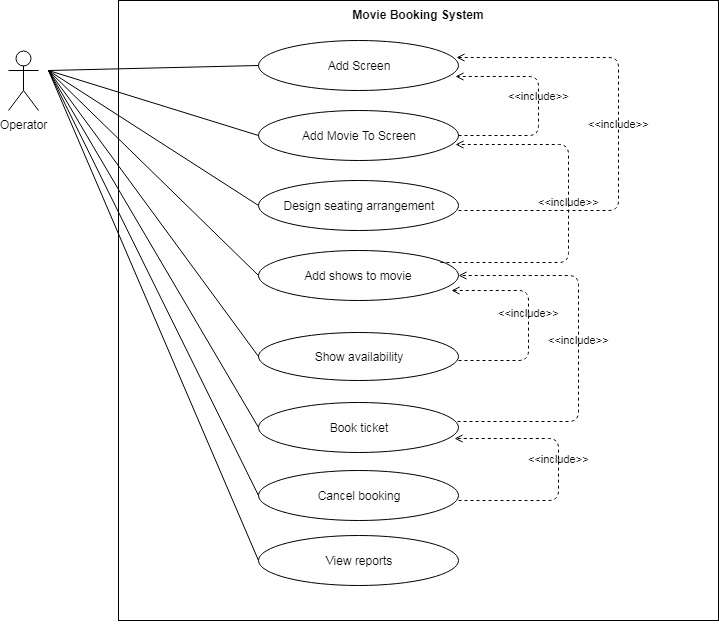 Movie Booking System
Add Screen
<<include>>
<<include>>
Operator
Add Movie To Screen
<<include>>
Design seating arrangement
Add shows to movie
<<include>>
<<include>>
Show availability
Book ticket
<<include>>
Cancel booking
View reports